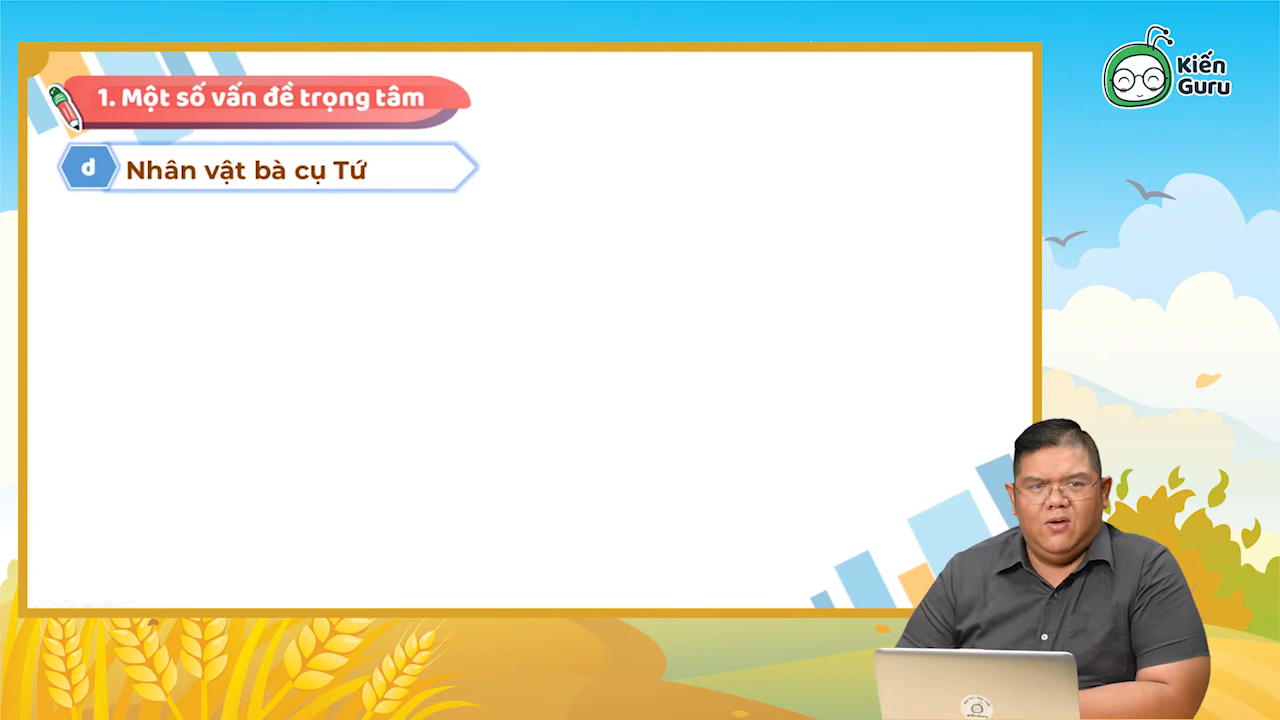 1. Một số vấn đề trọng tâm
d
Nhân vật bà cụ Tứ
Kiến
Guru